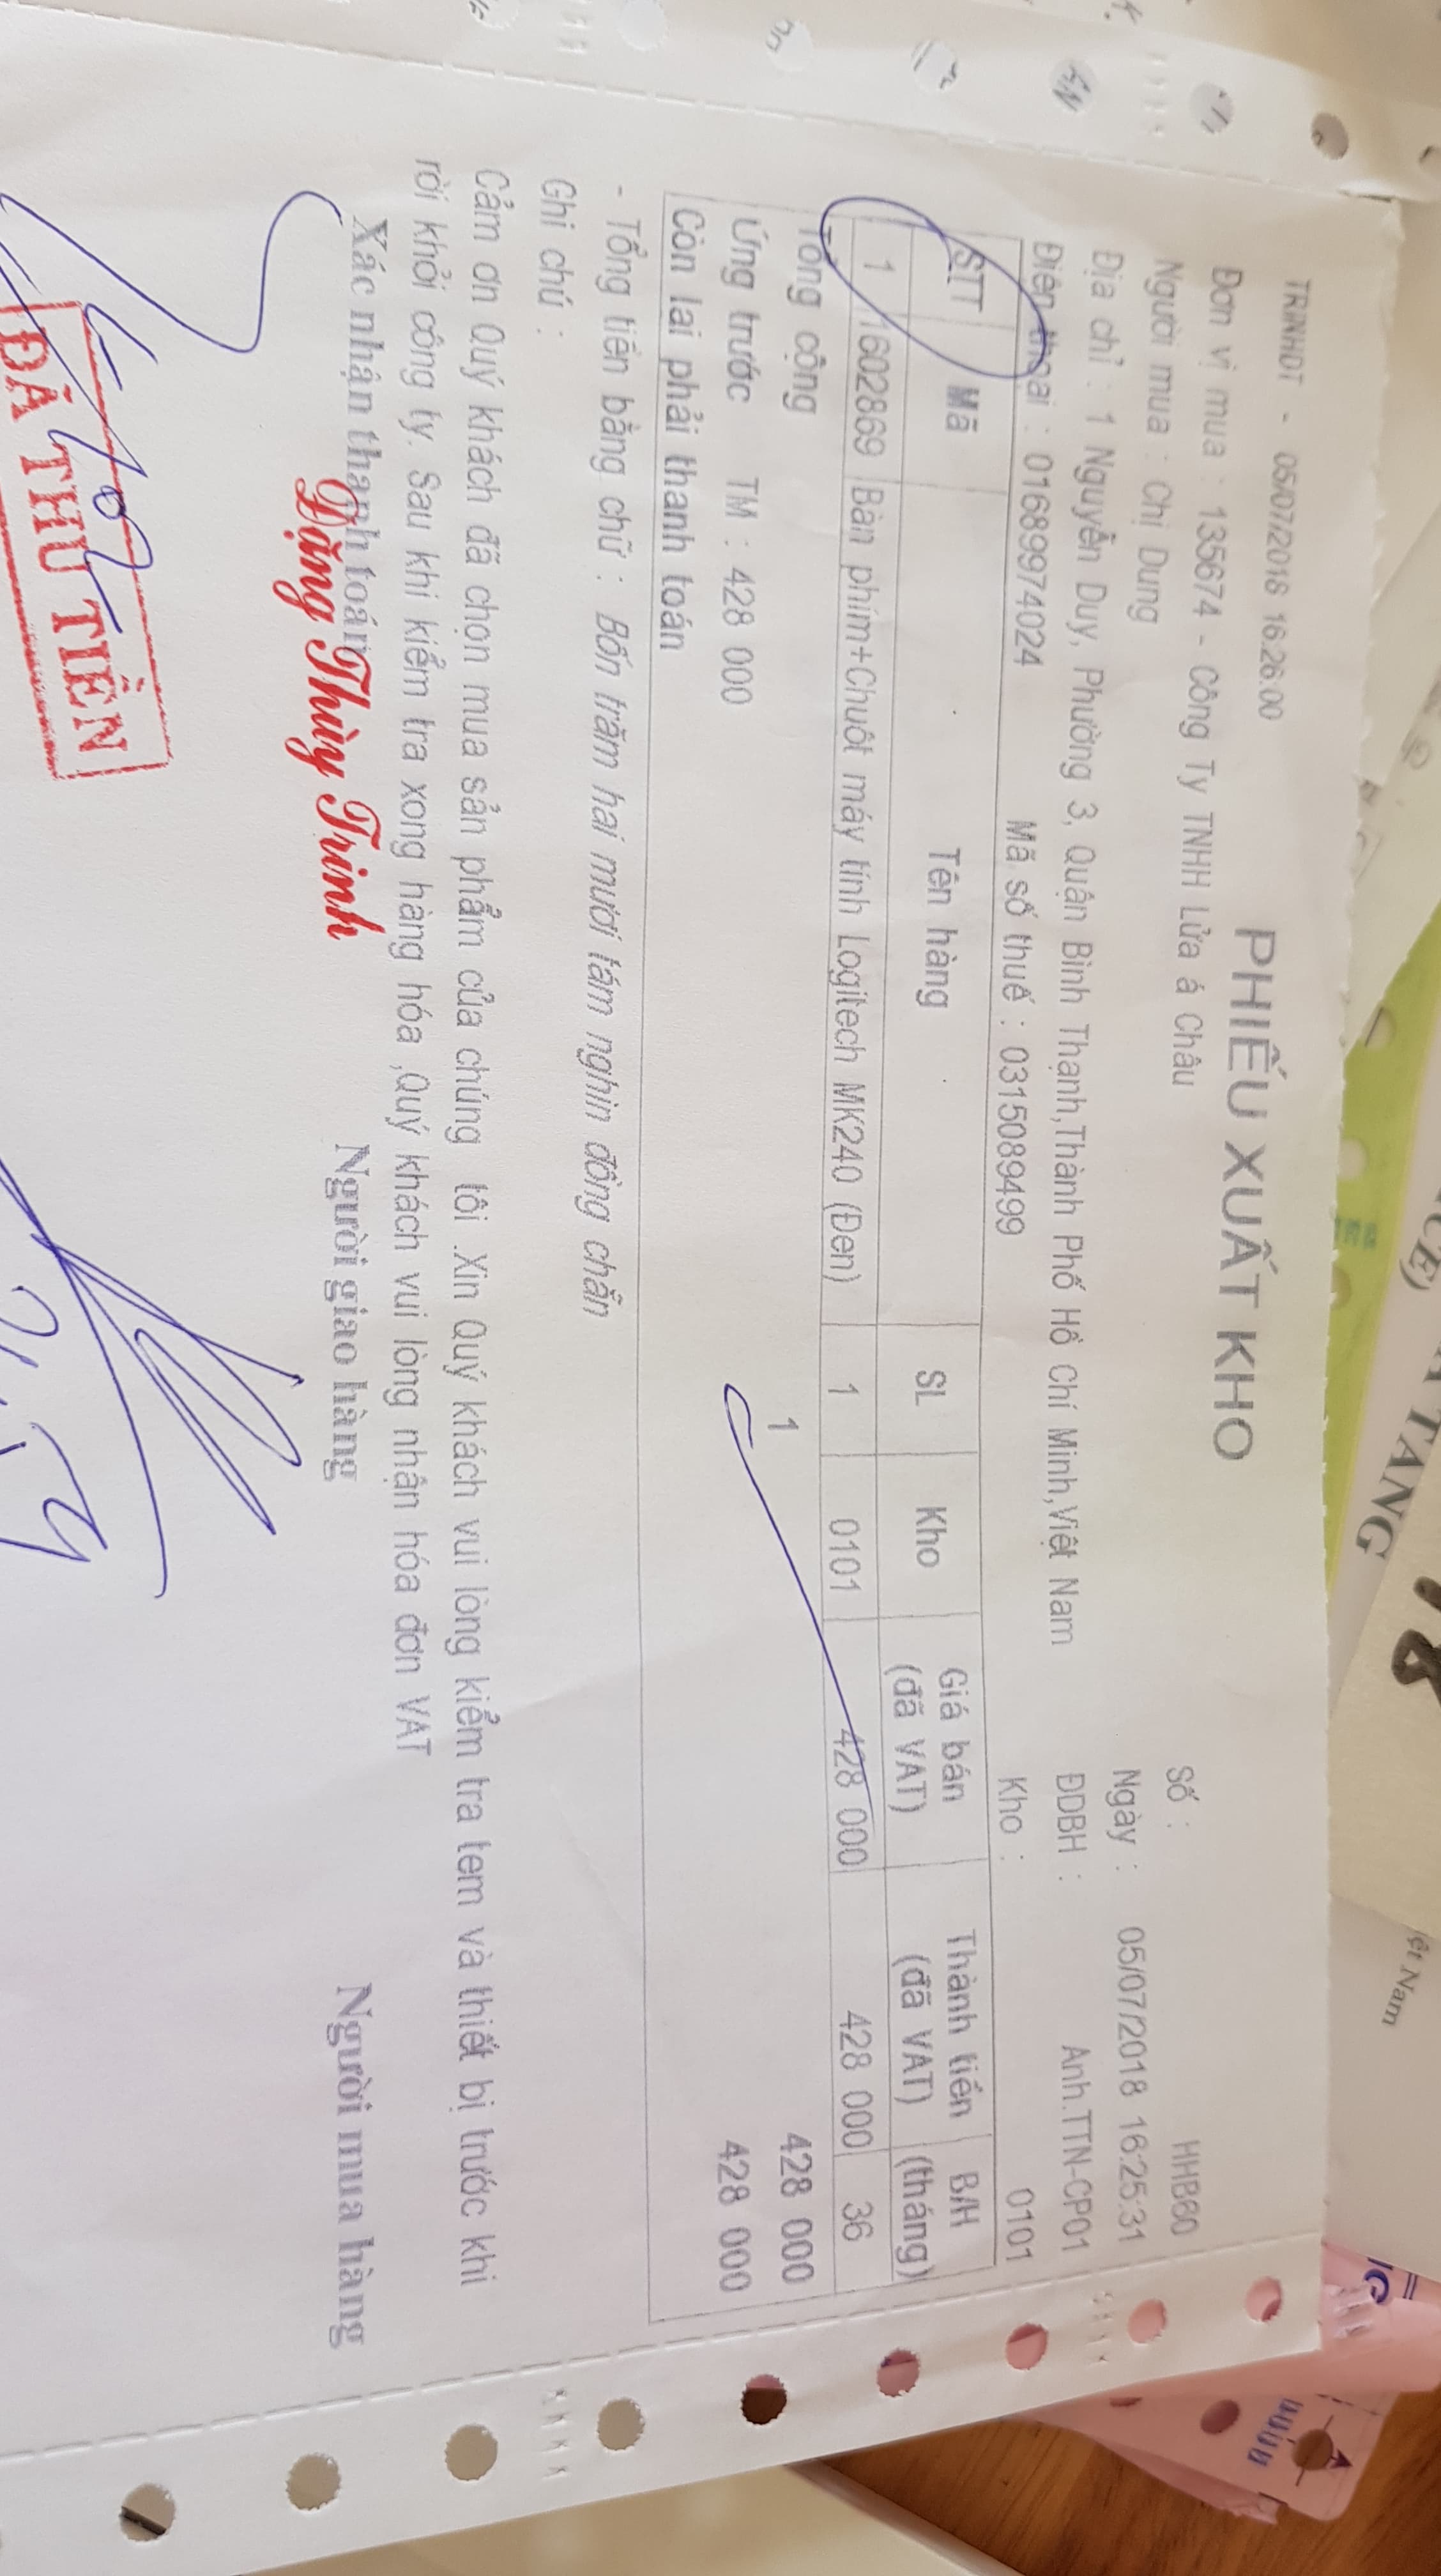 TRINHDT - 05/07/2018 16:26:00
PHIẾU XUẤT KHO
Số : HHB60
Đơn vị mua : 135674 - Công Ty TNHH Lửa á Châu
Ngày : 05/07/2018 16:25:31
Người mua : Chị Dung
ĐDBH : Anh.TTN-CP01
Địa chỉ : 1 Nguyễn Duy, Phường 3, Quận Bình Thạnh,Thành Phố Hồ Chí Minh,Việt Nam
Kho : 0101
Điện thoại : 01689974024 Mã số thuế : 0315089499
STT Mã Tên hàng SL Kho Giá bán (đã VAT) Thành tiền (đã VAT) B/H (tháng)
1 1602869 Bàn phím+Chuột máy tính Logitech MK240 (Đen) 1 0101 428 000 428 000 36
Tổng cộng 1 428 000
Ứng trước TM : 428 000 428 000
Còn lại phải thanh toán
- Tổng tiền bằng chữ : Bốn trăm hai mươi tám nghìn đồng chẵn
Ghi chú :
Cảm ơn Quý khách đã chọn mua sản phẩm của chúng tôi .Xin Quý khách vui lòng kiểm tra tem và thiết bị trước khi
rời khỏi công ty. Sau khi kiểm tra xong hàng hóa ,Quý khách vui lòng nhận hóa đơn VAT
Xác nhận thanh toán Người giao hàng Người mua hàng
Đặng Thùy Trinh
ĐÃ THU TIỀN
TANG
ệt Nam